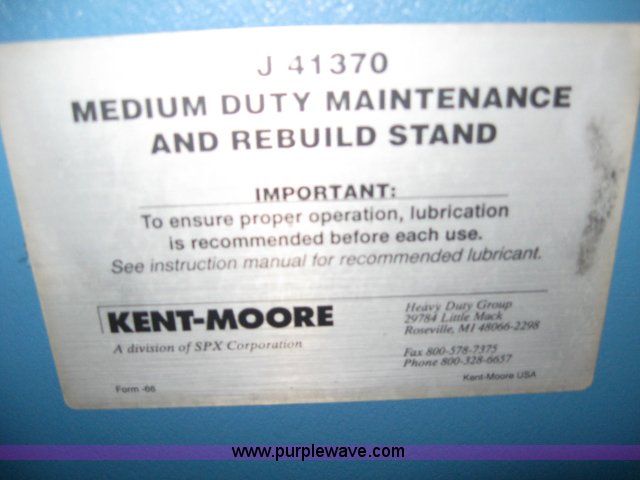 J 41370
MEDIUM DUTY MAINTENANCE
AND REBUILD STAND
IMPORTANT:
To ensure proper operation, lubrication
is recommended before each use.
See instruction manual for recommended lubricant.
KENT-MOORE
A division of SPX Corporation
Heavy Duty Group
29784 Little Mack
Roseville, MI 48066-2298
Fax 800-578-7375
Phone 800-328-6657
Form -66
Kent-Moore USA
www.purplewave.com